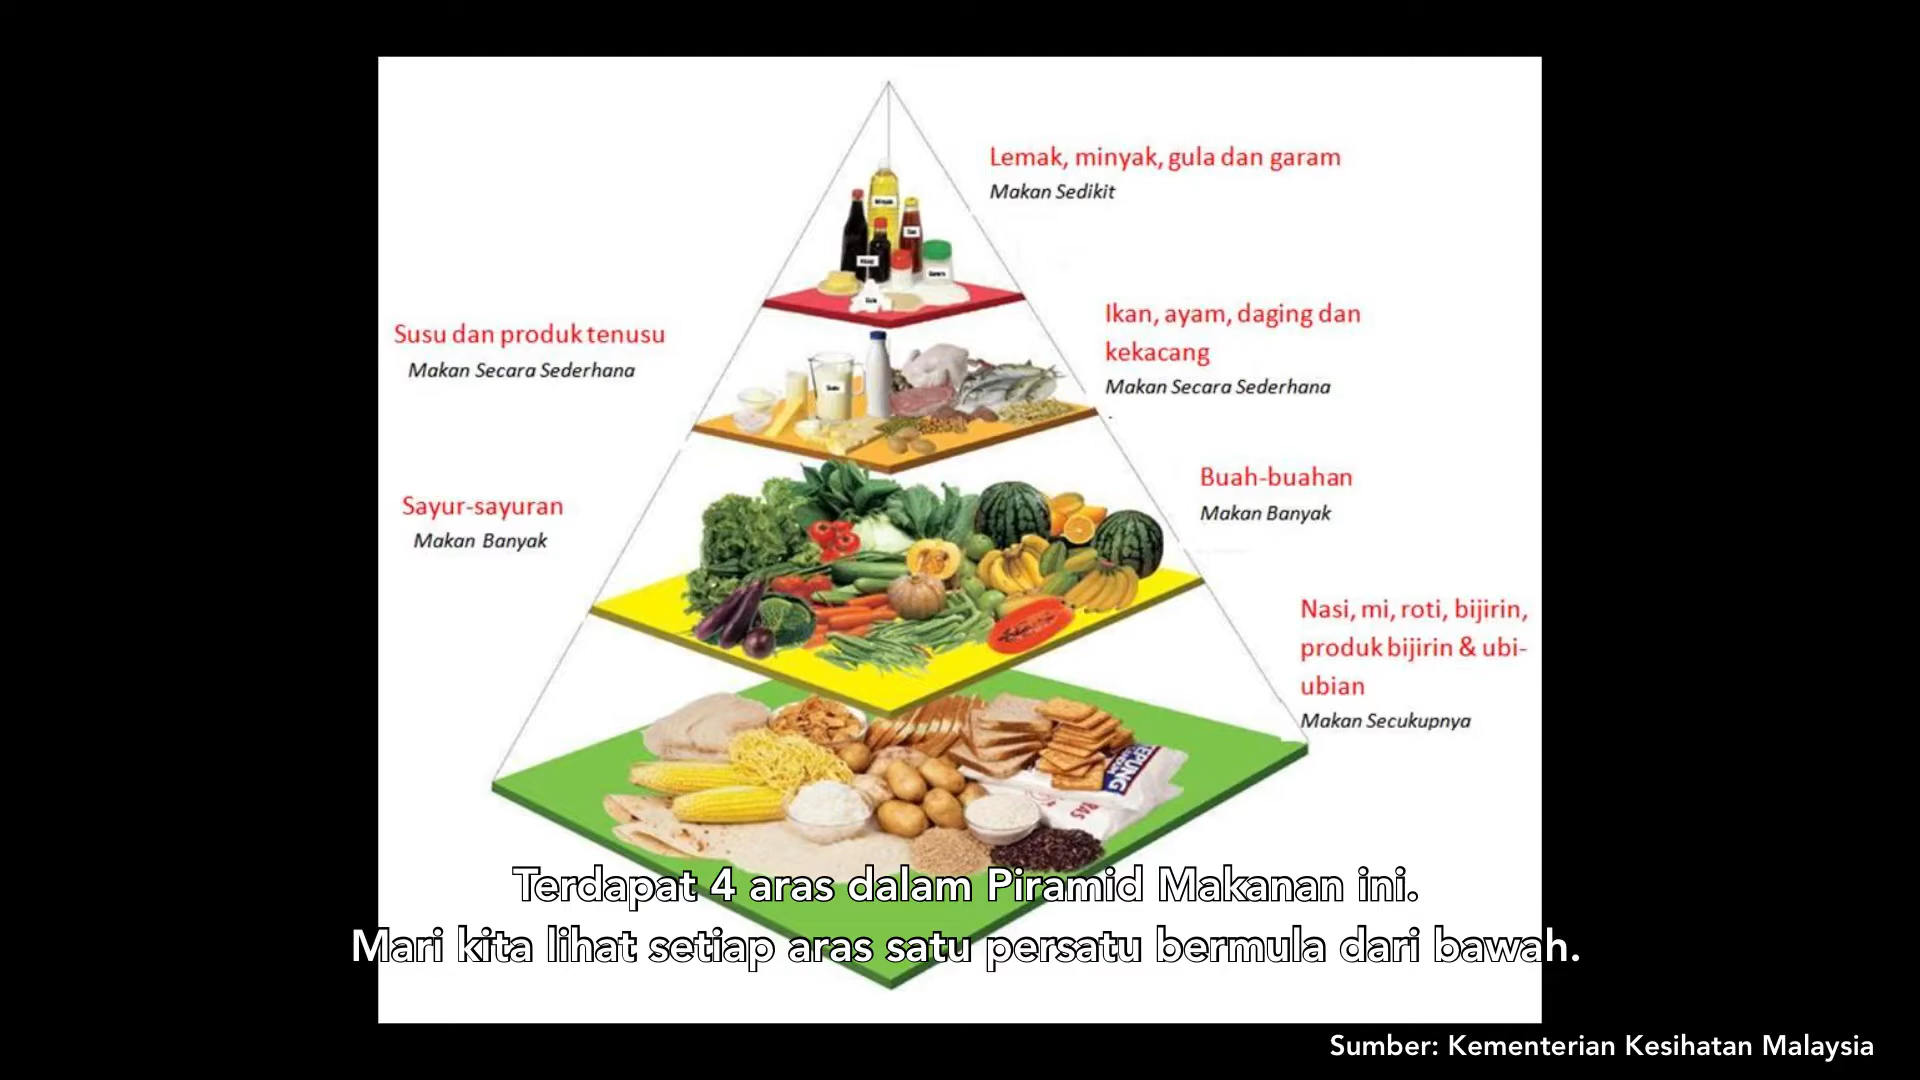 Lemak, minyak, gula dan garam
Makan Sedikit
Ikan, ayam, daging dan
kekacang
Makan Secara Sederhana
Susu dan produk tenusu
Makan Secara Sederhana
Buah-buahan
Makan Banyak
Sayur-sayuran
Makan Banyak
Nasi, mi, roti, bijirin,
produk bijirin & ubi-
ubian
Makan Secukupnya
Terdapat 4 aras dalam Piramid Makanan ini.
Mari kita lihat setiap aras satu persatu bermula dari bawah.
Sumber: Kementerian Kesihatan Malaysia